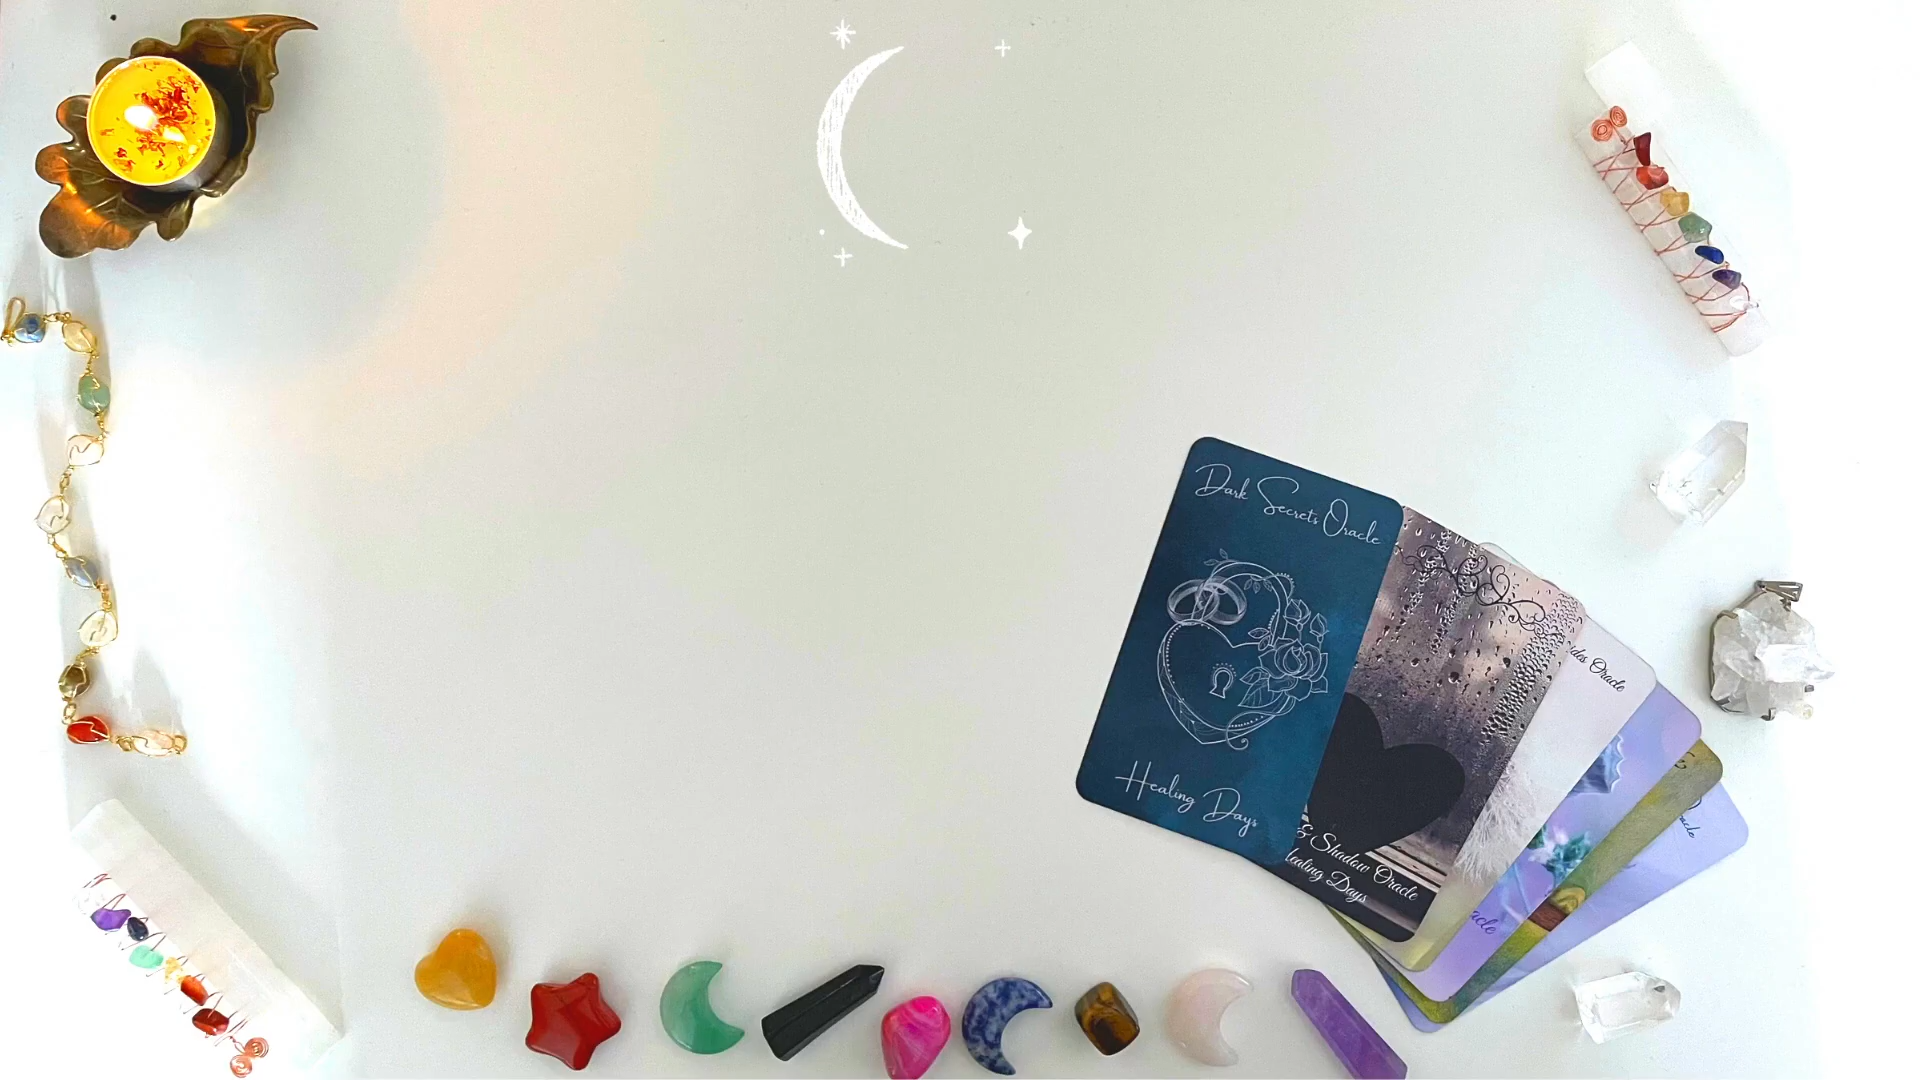 Dark Secrets Oracle
Healing Days
& Shadow Oracle
Healing Days
Oracle